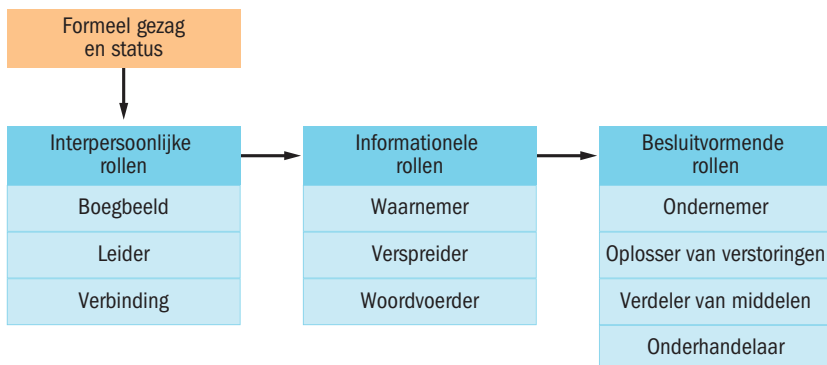 Formeel gezag
en status
Interpersoonlijke
rollen
Boegbeeld
Leider
Verbinding
Informationele
rollen
Waarnemer
Verspreider
Woordvoerder
Besluitvormende
rollen
Ondernemer
Oplosser van verstoringen
Verdeler van middelen
Onderhandelaar